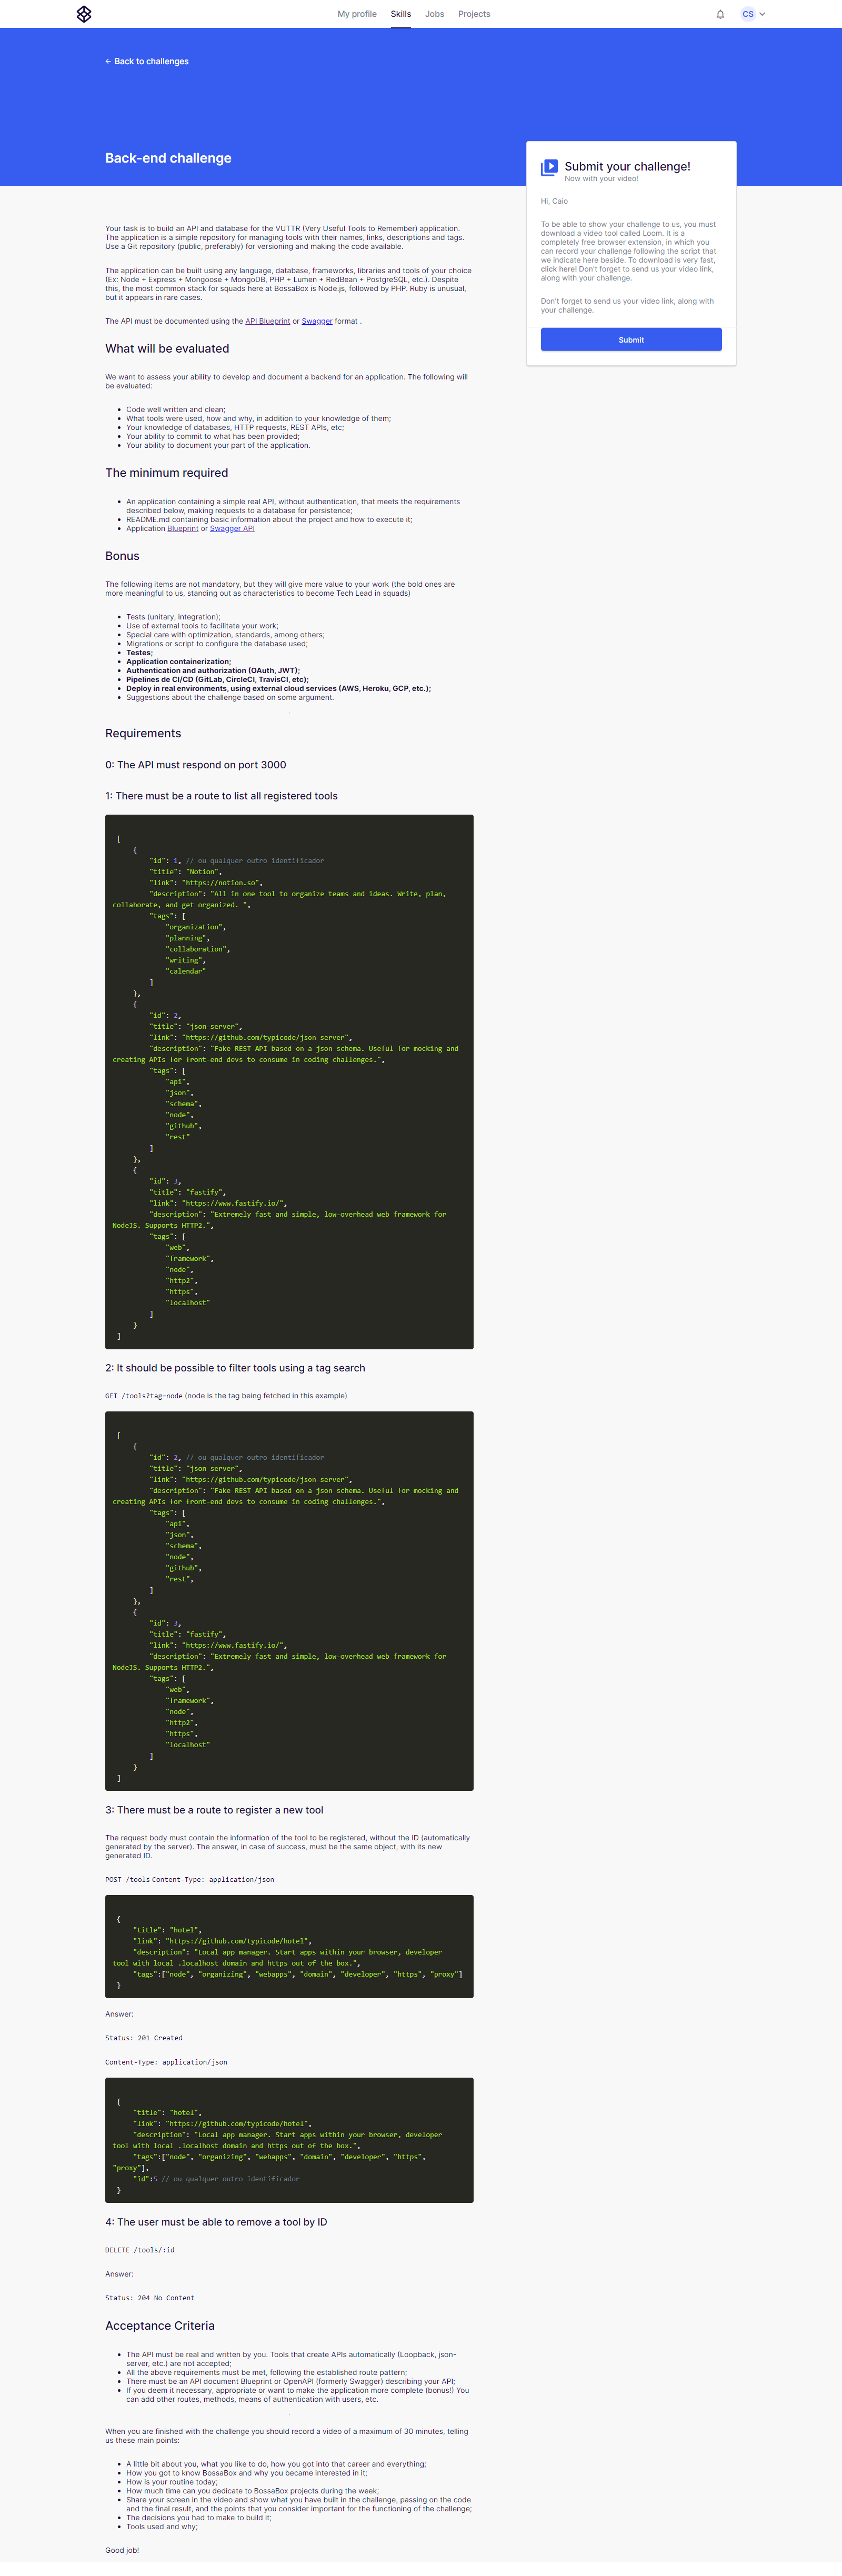 My profile
Skills
Jobs
Projects
CS
← Back to challenges
Back-end challenge
Submit your challenge!
Now with your video!
Hi, Caio
To be able to show your challenge to us, you must
download a video tool called Loom. It is a
completely free browser extension, in which you
can record your challenge following the script that
we indicate here beside. To download is very fast,
click here! Don't forget to send us your video link,
along with your challenge.
Don't forget to send us your video link, along with
your challenge.
Submit
Your task is to build an API and database for the VUTTR (Very Useful Tools to Remember) application.
The application is a simple repository for managing tools with their names, links, descriptions and tags.
Use a Git repository (public, preferably) for versioning and making the code available.
The application can be built using any language, database, frameworks, libraries and tools of your choice
(Ex: Node + Express + Mongoose + MongoDB, PHP + Lumen + RedBean + PostgreSQL, etc.). Despite
this, the most common stack for squads here at BossaBox is Node.js, followed by PHP. Ruby is unusual,
but it appears in rare cases.
The API must be documented using the API Blueprint or Swagger format .
What will be evaluated
We want to assess your ability to develop and document a backend for an application. The following will
be evaluated:
• Code well written and clean;
• What tools were used, how and why, in addition to your knowledge of them;
• Your knowledge of databases, HTTP requests, REST APIs, etc;
• Your ability to commit to what has been provided;
• Your ability to document your part of the application.
The minimum required
• An application containing a simple real API, without authentication, that meets the requirements
described below, making requests to a database for persistence;
• README.md containing basic information about the project and how to execute it;
• Application Blueprint or Swagger API
Bonus
The following items are not mandatory, but they will give more value to your work (the bold ones are
more meaningful to us, standing out as characteristics to become Tech Lead in squads)
• Tests (unitary, integration);
• Use of external tools to facilitate your work;
• Special care with optimization, standards, among others;
• Migrations or script to configure the database used;
• Testes;
• Application containerization;
• Authentication and authorization (OAuth, JWT);
• Pipelines de CI/CD (GitLab, CircleCI, TravisCI, etc);
• Deploy in real environments, using external cloud services (AWS, Heroku, GCP, etc.);
• Suggestions about the challenge based on some argument.
Requirements
0: The API must respond on port 3000
1: There must be a route to list all registered tools
[
{
"id": 1, // ou qualquer outro identificador
"title": "Notion",
"link": "https://notion.so",
"description": "All in one tool to organize teams and ideas. Write, plan,
collaborate, and get organized. ",
"tags": [
"organization",
"planning",
"collaboration",
"writing",
"calendar"
]
},
{
"id": 2,
"title": "json-server",
"link": "https://github.com/typicode/json-server",
"description": "Fake REST API based on a json schema. Useful for mocking and
creating APIs for front-end devs to consume in coding challenges.",
"tags": [
"api",
"json",
"schema",
"node",
"github",
"rest"
]
},
{
"id": 3,
"title": "fastify",
"link": "https://www.fastify.io/",
"description": "Extremely fast and simple, low-overhead web framework for
NodeJS. Supports HTTP2.",
"tags": [
"web",
"framework",
"node",
"http2",
"https",
"localhost"
]
}
]
2: It should be possible to filter tools using a tag search
GET /tools?tag=node (node is the tag being fetched in this example)
[
{
"id": 2, // ou qualquer outro identificador
"title": "json-server",
"link": "https://github.com/typicode/json-server",
"description": "Fake REST API based on a json schema. Useful for mocking and
creating APIs for front-end devs to consume in coding challenges.",
"tags": [
"api",
"json",
"schema",
"node",
"github",
"rest",
]
},
{
"id": 3,
"title": "fastify",
"link": "https://www.fastify.io/",
"description": "Extremely fast and simple, low-overhead web framework for
NodeJS. Supports HTTP2.",
"tags": [
"web",
"framework",
"node",
"http2",
"https",
"localhost"
]
}
]
3: There must be a route to register a new tool
The request body must contain the information of the tool to be registered, without the ID (automatically
generated by the server). The answer, in case of success, must be the same object, with its new
generated ID.
POST /tools Content-Type: application/json
{
"title": "hotel",
"link": "https://github.com/typicode/hotel",
"description": "Local app manager. Start apps within your browser, developer
tool with local .localhost domain and https out of the box.",
"tags":["node", "organizing", "webapps", "domain", "developer", "https", "proxy"]
}
Answer:
Status: 201 Created
Content-Type: application/json
{
"title": "hotel",
"link": "https://github.com/typicode/hotel",
"description": "Local app manager. Start apps within your browser, developer
tool with local .localhost domain and https out of the box.",
"tags":["node", "organizing", "webapps", "domain", "developer", "https",
"proxy"],
"id":5 // ou qualquer outro identificador
}
4: The user must be able to remove a tool by ID
DELETE /tools/:id
Answer:
Status: 204 No Content
Acceptance Criteria
• The API must be real and written by you. Tools that create APIs automatically (Loopback, json-
server, etc.) are not accepted;
• All the above requirements must be met, following the established route pattern;
• There must be an API document Blueprint or OpenAPI (formerly Swagger) describing your API;
• If you deem it necessary, appropriate or want to make the application more complete (bonus!) You
can add other routes, methods, means of authentication with users, etc.
When you are finished with the challenge you should record a video of a maximum of 30 minutes, telling
us these main points:
• A little bit about you, what you like to do, how you got into that career and everything;
• How you got to know BossaBox and why you became interested in it;
• How is your routine today;
• How much time can you dedicate to BossaBox projects during the week;
• Share your screen in the video and show what you have built in the challenge, passing on the code
and the final result, and the points that you consider important for the functioning of the challenge;
• The decisions you had to make to build it;
• Tools used and why;
Good job!